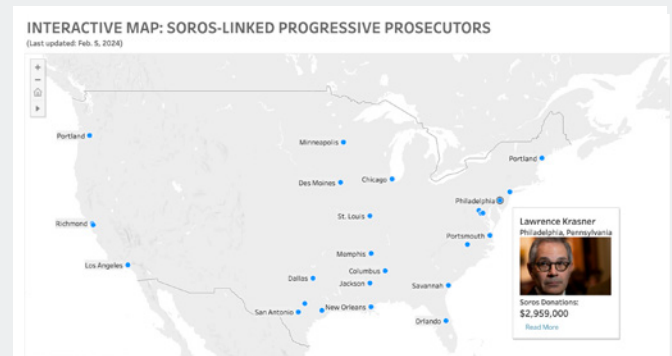 INTERACTIVE MAP: SOROS-LINKED PROGRESSIVE PROSECUTORS
(Last updated: Feb. 5, 2024)
+
−
Portland
Minneapolis
Portland
Des Moines
Chicago
Philadelphia
St. Louis
Lawrence Krasner
Philadelphia, Pennsylvania
Richmond
Portsmouth
Memphis
Los Angeles
Columbus
Dallas
Jackson
Savannah
Soros Donations:
$2,959,000
San Antonio
New Orleans
Orlando
Read More